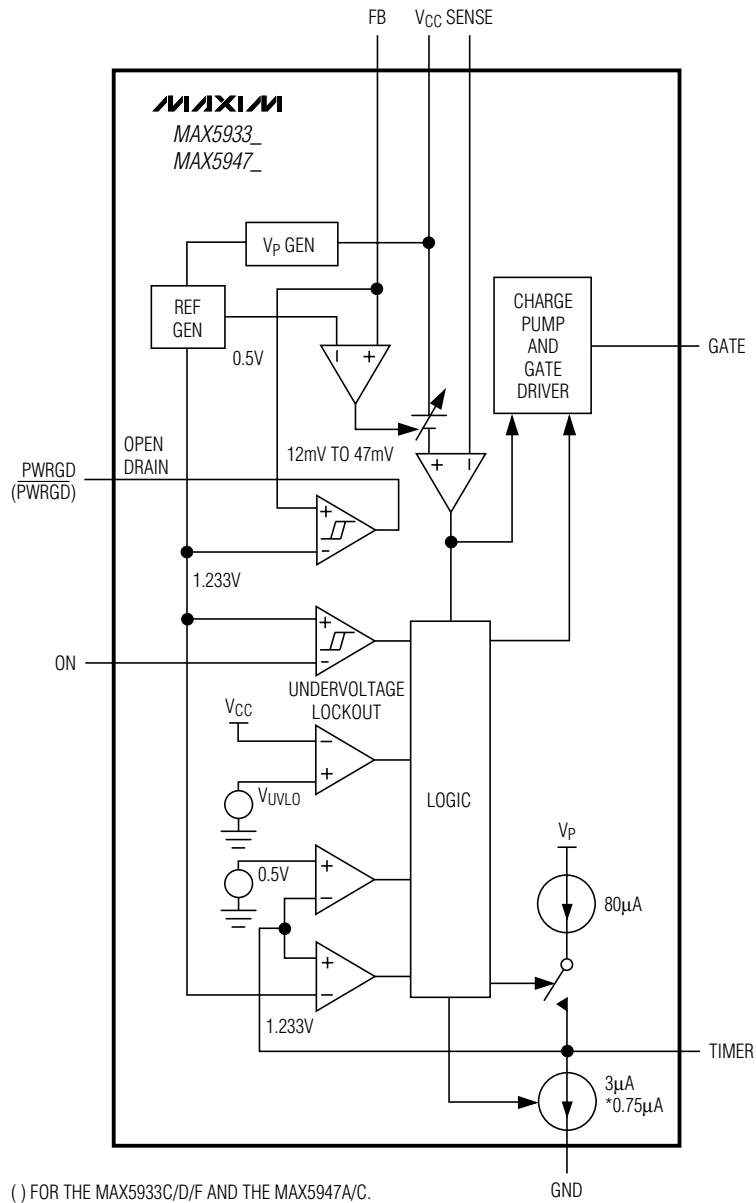 FB VCC SENSE
MAXIM
MAX5933_
MAX5947_
VP GEN
REF
GEN
0.5V
– +
CHARGE
PUMP
AND
GATE
DRIVER
GATE
12mV TO 47mV
+ –
OPEN
DRAIN
PWRGD
(PWRGD)
+
–
1.233V
+
–
ON
UNDERVOLTAGE
LOCKOUT
VCC
–
+
VUVLO
LOGIC
0.5V
+
–
+
–
1.233V
VP
80µA
TIMER
3µA
*0.75µA
GND
( ) FOR THE MAX5933C/D/F AND THE MAX5947A/C.